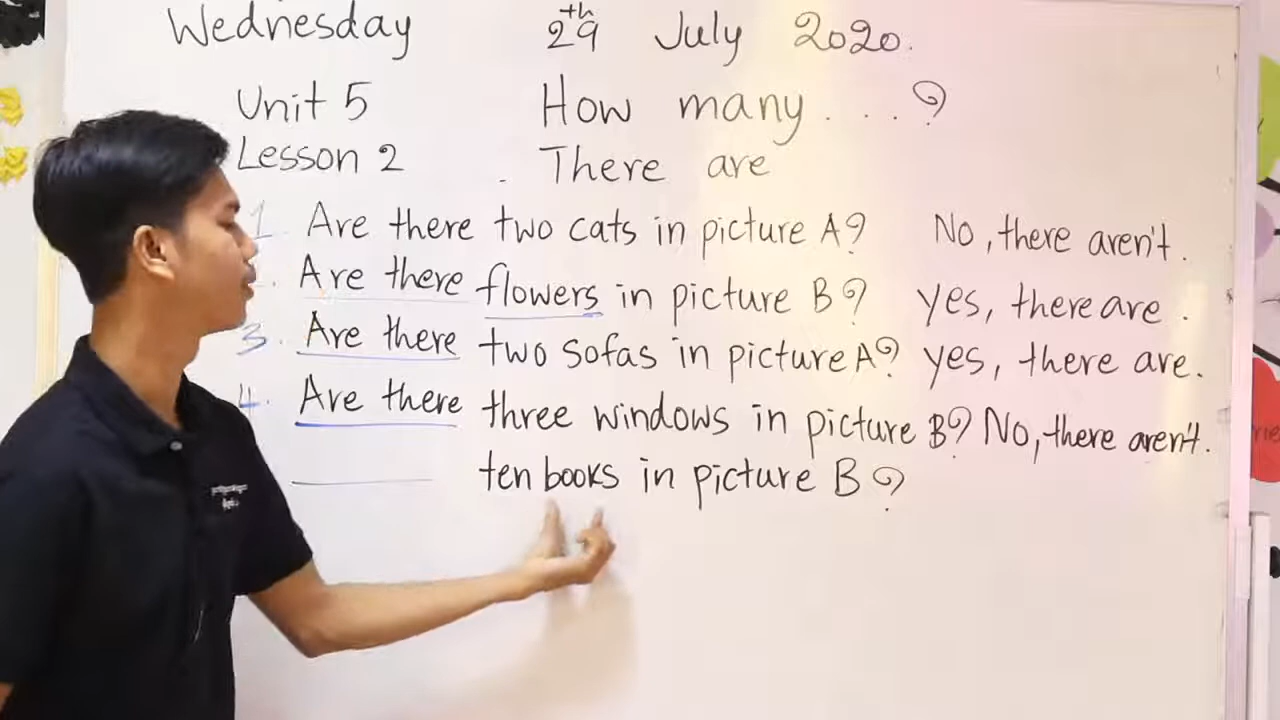 Wednesday 29th July 2020.
Unit 5 How many . . . ?
Lesson 2 . There are
1. Are there two cats in picture A? No, there aren't.
. Are there flowers in picture B? yes, there are.
3. Are there two sofas in picture A? yes, there are.
4. Are there three windows in picture B? No, there aren't.
______ ten books in picture B?